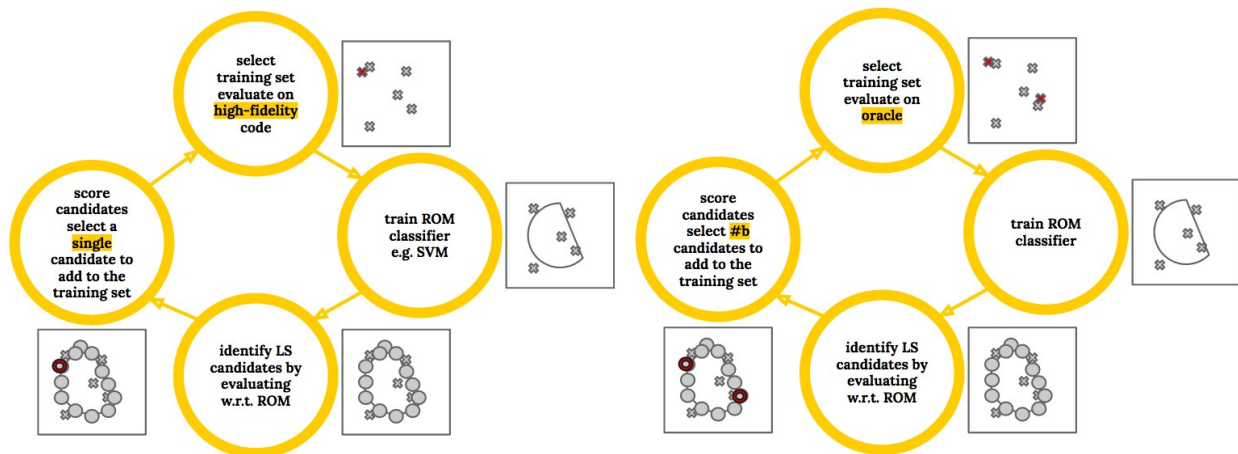 select
training set
evaluate on
high-fidelity
code
train ROM
classifier
e.g. SVM
identify LS
candidates by
evaluating
w.r.t. ROM
score
candidates
select a
single
candidate to
add to the
training set
select
training set
evaluate on
oracle
train ROM
classifier
identify LS
candidates by
evaluating
w.r.t. ROM
score
candidates
select #b
candidates to
add to the
training set